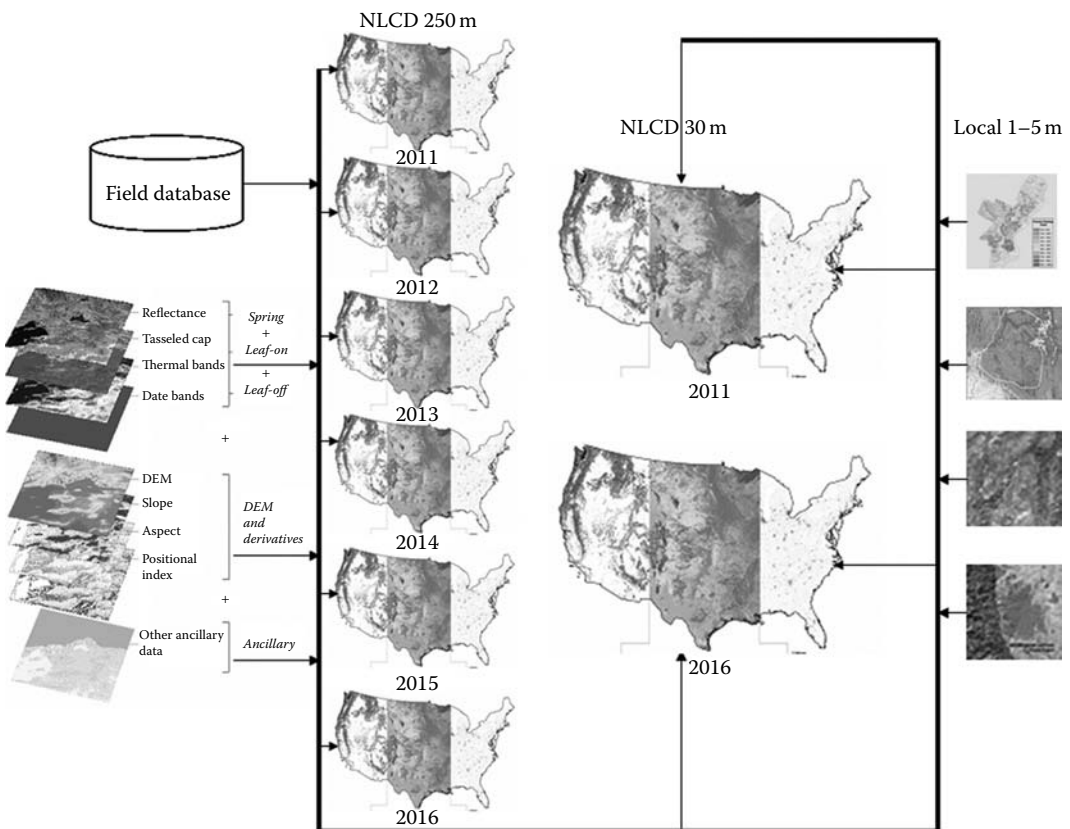 NLCD 250 m
2011
2012
2013
2014
2015
2016
Field database
Reflectance
Tasseled cap
Thermal bands
Date bands
Spring
+
Leaf-on
+
Leaf-off
+
DEM
Slope
Aspect
Positional
index
DEM
and
derivatives
+
Other ancillary
data
Ancillary
NLCD 30 m
2011
2016
Local 1–5 m